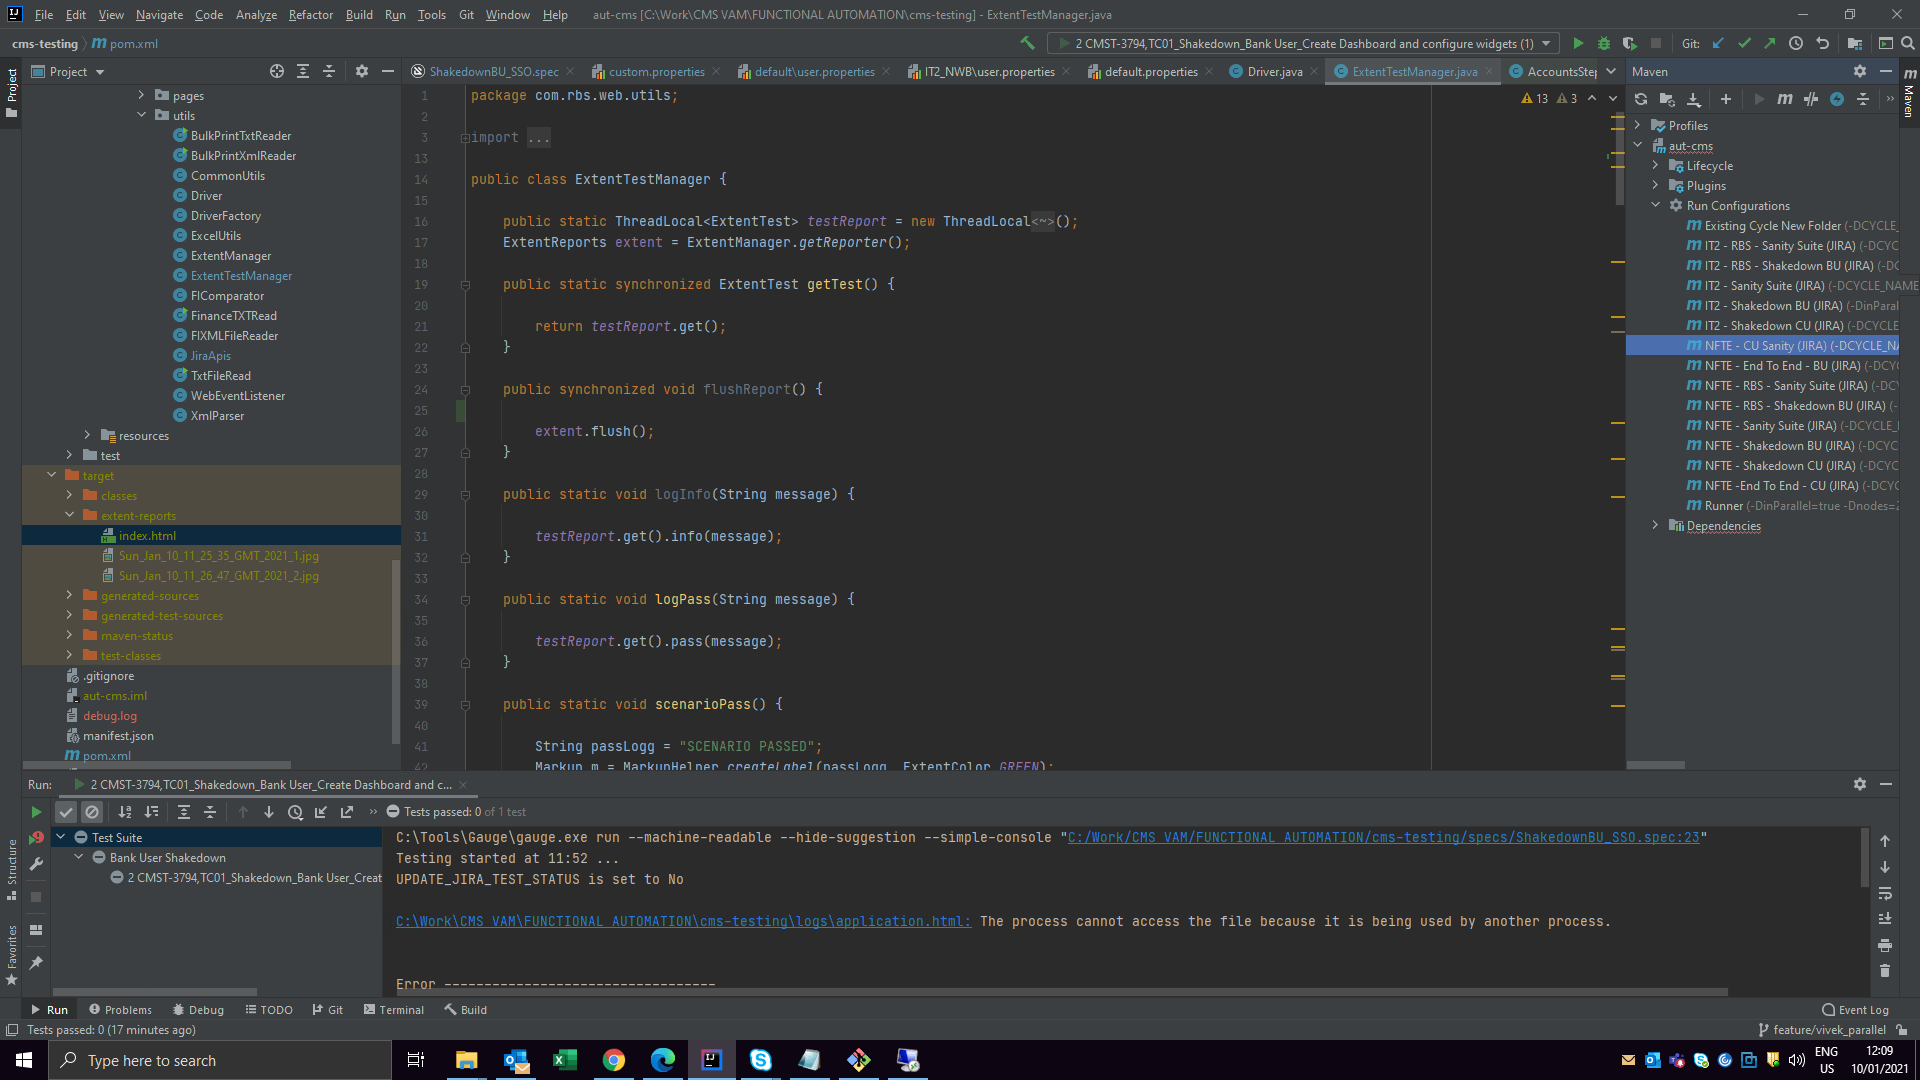 File Edit View Navigate Code Analyze Refactor Build Run Tools Git Window Help aut-cms [C:\Work\CMS VAM\FUNCTIONAL AUTOMATION\cms-testing] - ExtentTestManager.java
cms-testing pom.xml
2 CMST-3794,TC01_Shakedown_Bank User_Create Dashboard and configure widgets (1)
Git:
Project
ShakedownBU_SSO.spec
custom.properties
default\user.properties
IT2_NWB\user.properties
default.properties
Driver.java
ExtentTestManager.java
AccountsStep
Maven
Project
pages
utils
BulkPrintTxtReader
BulkPrintXmlReader
CommonUtils
Driver
DriverFactory
ExcelUtils
ExtentManager
ExtentTestManager
FIComparator
FinanceTXTRead
FIXMLFileReader
JiraApis
TxtFileRead
WebEventListener
XmlParser
resources
test
target
classes
extent-reports
index.html
Sun_Jan_10_11_25_35_GMT_2021_1.jpg
Sun_Jan_10_11_26_47_GMT_2021_2.jpg
generated-sources
generated-test-sources
maven-status
test-classes
.gitignore
aut-cms.iml
debug.log
manifest.json
pom.xml
13 3
1 package com.rbs.web.utils;
2
3 import ...
13
14 public class ExtentTestManager {
15
16 public static ThreadLocal<ExtentTest> testReport = new ThreadLocal<~>();
17 ExtentReports extent = ExtentManager.getReporter();
18
19 public static synchronized ExtentTest getTest() {
20
21 return testReport.get();
22 }
23
24 public synchronized void flushReport() {
25
26 extent.flush();
27 }
28
29 public static void logInfo(String message) {
30
31 testReport.get().info(message);
32 }
33
34 public static void logPass(String message) {
35
36 testReport.get().pass(message);
37 }
38
39 public static void scenarioPass() {
40
41 String passLogg = "SCENARIO PASSED";
42 Markup m = MarkupHelper.createLabel(passLogg, ExtentColor.GREEN);
Maven
Profiles
aut-cms
Lifecycle
Plugins
Run Configurations
Existing Cycle New Folder (-DCYCLE_
IT2 - RBS - Sanity Suite (JIRA) (-DCYC
IT2 - RBS - Shakedown BU (JIRA) (-DC
IT2 - Sanity Suite (JIRA) (-DCYCLE_NAME
IT2 - Shakedown BU (JIRA) (-DinParal
IT2 - Shakedown CU (JIRA) (-DCYCLE
NFTE - CU Sanity (JIRA) (-DCYCLE_NA
NFTE - End To End - BU (JIRA) (-DCYC
NFTE - RBS - Sanity Suite (JIRA) (-DCY
NFTE - RBS - Shakedown BU (JIRA) (-
NFTE - Sanity Suite (JIRA) (-DCYCLE_
NFTE - Shakedown BU (JIRA) (-DCYC
NFTE - Shakedown CU (JIRA) (-DCYC
NFTE -End To End - CU (JIRA) (-DCYC
Runner (-DinParallel=true -Dnodes=2
Dependencies
Run: 2 CMST-3794,TC01_Shakedown_Bank User_Create Dashboard and c...
Tests passed: 0 of 1 test
Test Suite
Bank User Shakedown
2 CMST-3794,TC01_Shakedown_Bank User_Creat
C:\Tools\Gauge\gauge.exe run --machine-readable --hide-suggestion --simple-console "C:/Work/CMS VAM/FUNCTIONAL AUTOMATION/cms-testing/specs/ShakedownBU_SSO.spec:23"
Testing started at 11:52 ...
UPDATE_JIRA_TEST_STATUS is set to No
C:\Work\CMS VAM\FUNCTIONAL AUTOMATION\cms-testing\logs\application.html: The process cannot access the file because it is being used by another process.
Error ----------------------------------
Structure
Favorites
Run Problems Debug TODO Git Terminal Build Event Log
Tests passed: 0 (17 minutes ago) feature/vivek_parallel
Type here to search
ENG
US
12:09
10/01/2021